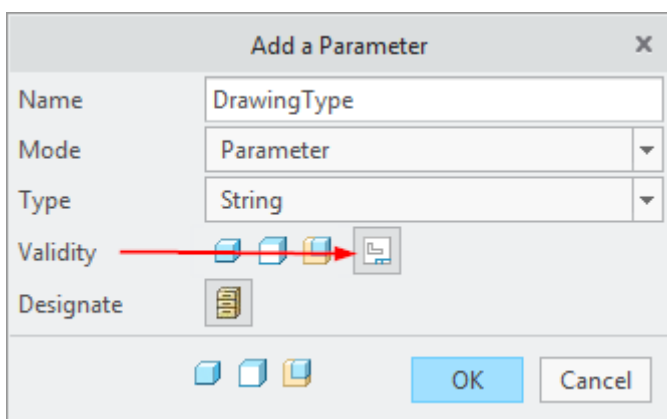 Add a Parameter
Name DrawingType
Mode Parameter
Type String
Validity
Designate
OK Cancel